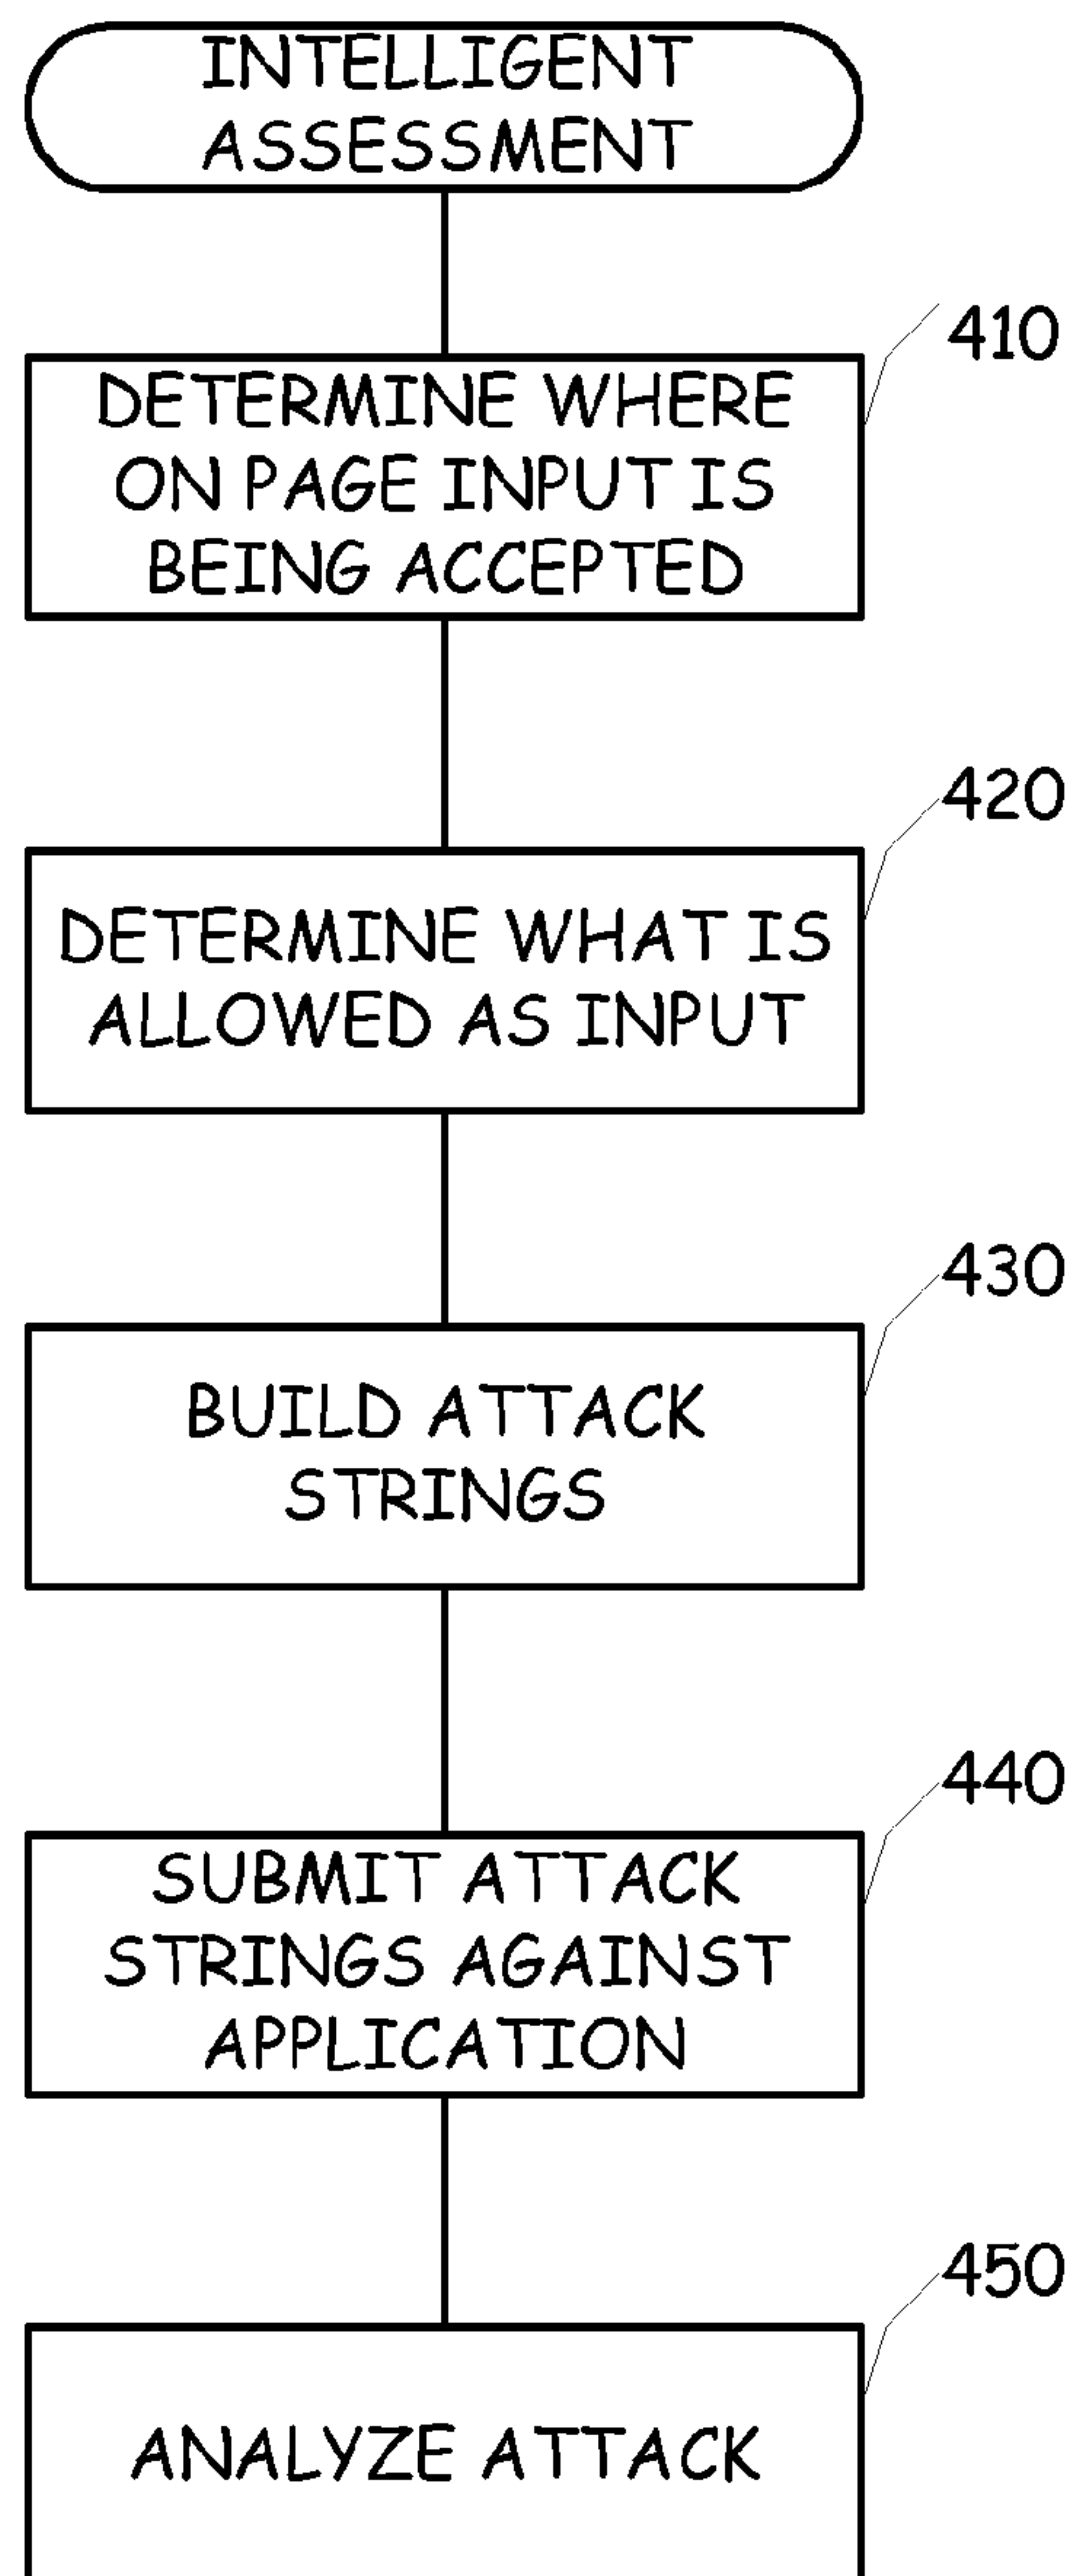 INTELLIGENT
ASSESSMENT
410
DETERMINE WHERE
ON PAGE INPUT IS
BEING ACCEPTED
420
DETERMINE WHAT IS
ALLOWED AS INPUT
430
BUILD ATTACK
STRINGS
440
SUBMIT ATTACK
STRINGS AGAINST
APPLICATION
450
ANALYZE ATTACK